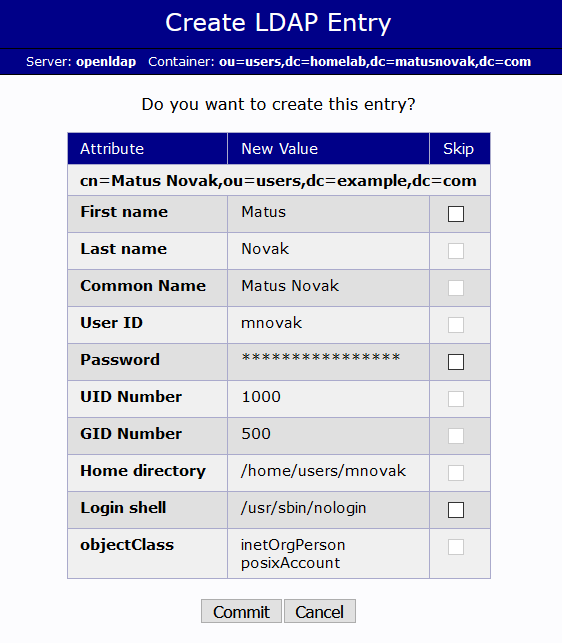 Create LDAP Entry
Server: openldap Container: ou=users,dc=homelab,dc=matusnovak,dc=com
Do you want to create this entry?
Attribute New Value Skip
cn=Matus Novak,ou=users,dc=example,dc=com
First name Matus
Last name Novak
Common Name Matus Novak
User ID mnovak
Password ****************
UID Number 1000
GID Number 500
Home directory /home/users/mnovak
Login shell /usr/sbin/nologin
objectClass inetOrgPerson
posixAccount
Commit Cancel